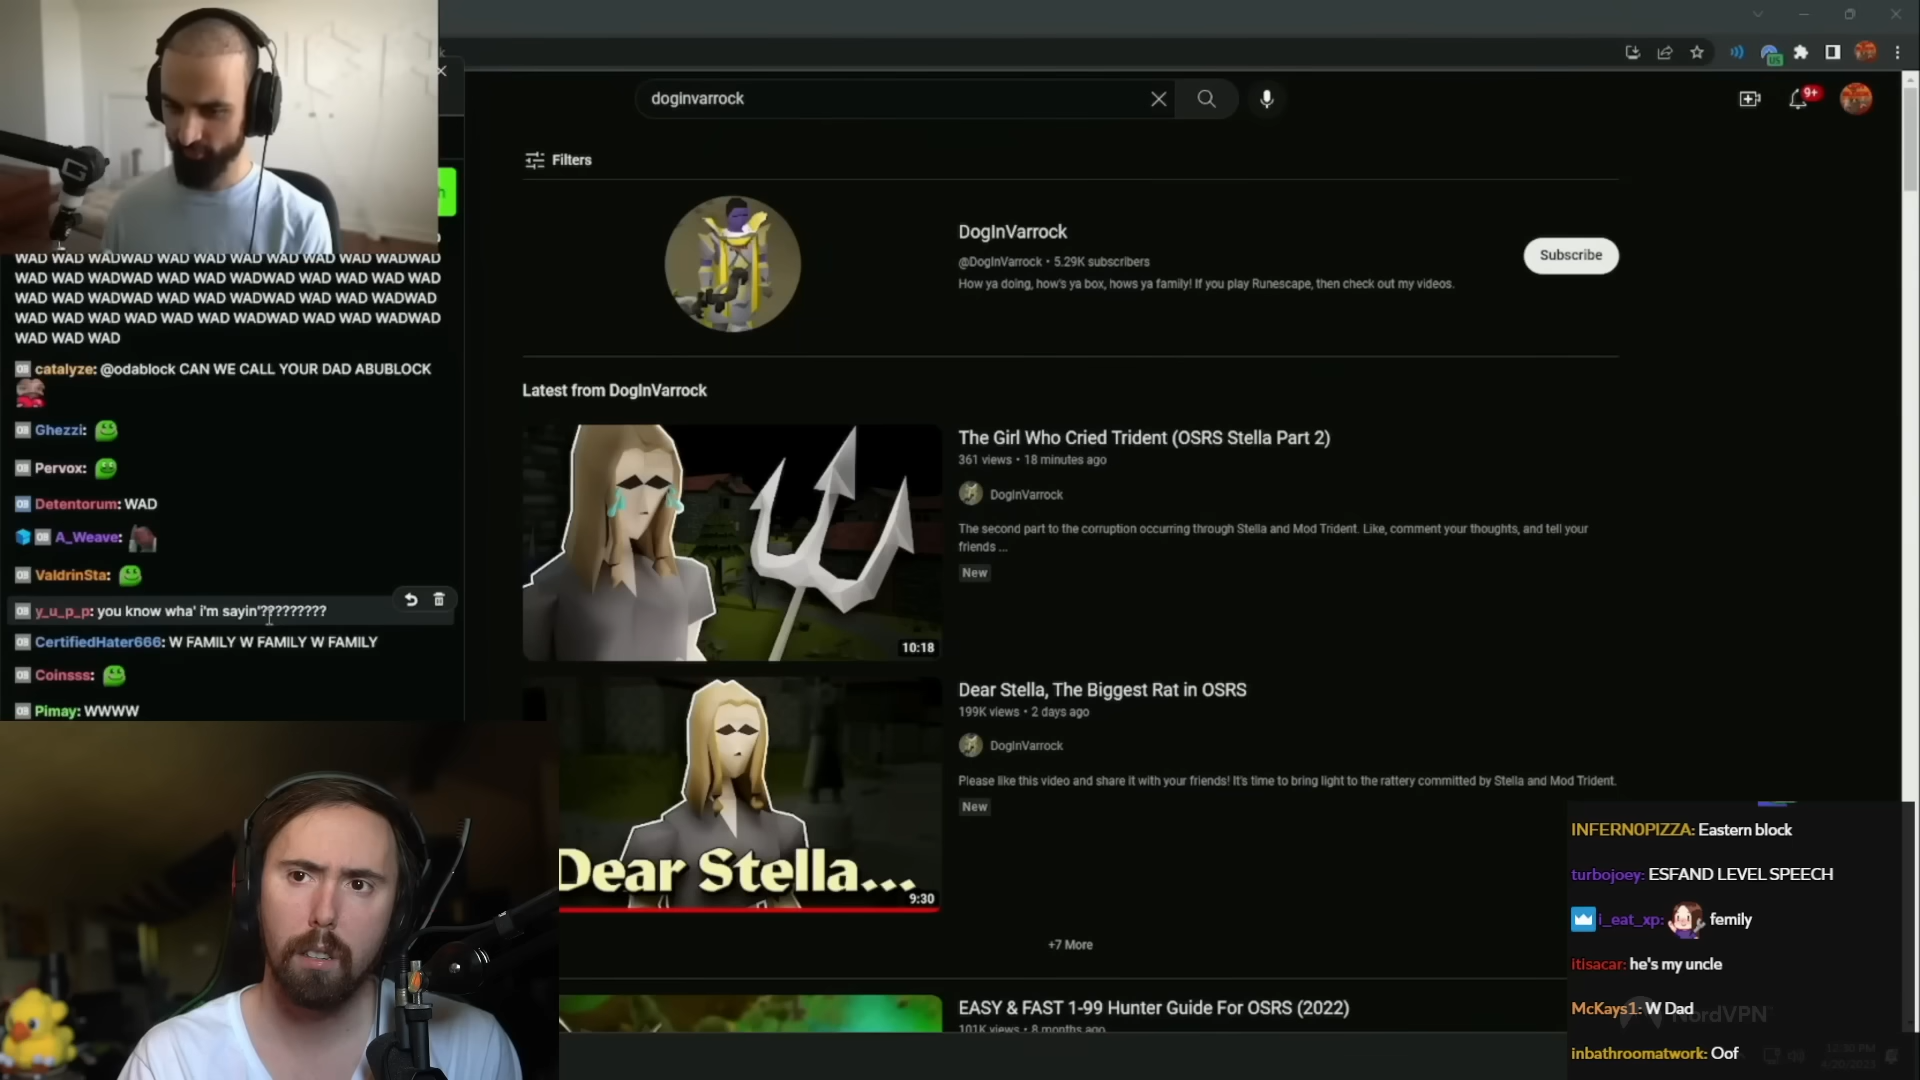 doginvarrock
9+
US
Filters
DogInVarrock
@DogInVarrock • 5.29K subscribers
How ya doing, how's ya box, hows ya family! If you play Runescape, then check out my videos.
Subscribe
WAD WAD WADWAD WAD WAD WADWAD WAD WAD WADWAD
WAD WAD WADWAD WAD WAD WADWAD WAD WAD WAD WAD
WAD WAD WADWAD WAD WAD WADWAD WAD WAD WADWAD
WAD WAD WAD WAD WAD WAD WADWAD WAD WAD WADWAD
WAD WAD WAD
catalyze: @odablock CAN WE CALL YOUR DAD ABUBLOCK
Ghezzi:
Pervox:
Detentorum: WAD
A_Weave:
ValdrinSta:
y_u_p_p: you know wha' i'm sayin'?????????
CertifiedHater666: W FAMILY W FAMILY W FAMILY
Coinsss:
Pimay: WWWW
Latest from DogInVarrock
The Girl Who Cried Trident (OSRS Stella Part 2)
361 views • 18 minutes ago
DogInVarrock
The second part to the corruption occurring through Stella and Mod Trident. Like, comment your thoughts, and tell your
friends ...
New
10:18
Dear Stella, The Biggest Rat in OSRS
199K views • 2 days ago
DogInVarrock
Please like this video and share it with your friends! It's time to bring light to the rattery committed by Stella and Mod Trident.
New
Dear Stella...
9:30
+7 More
EASY & FAST 1-99 Hunter Guide For OSRS (2022)
101K views • 8 months ago
INFERN0PIZZA: Eastern block
turbojoey: ESFAND LEVEL SPEECH
i_eat_xp: femily
itisacar: he's my uncle
McKays1: W Dad
NordVPN
inbathroomatwork: Oof